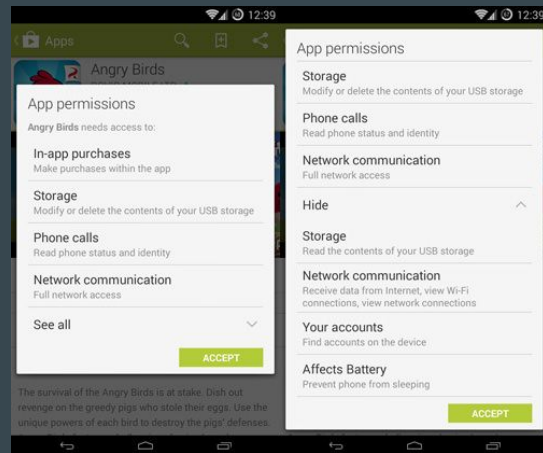 12:39
Apps
Angry Birds
App permissions
Angry Birds needs access to:
In-app purchases
Make purchases within the app
Storage
Modify or delete the contents of your USB storage
Phone calls
Read phone status and identity
Network communication
Full network access
See all
ACCEPT
The survival of the Angry Birds is at stake. Dish out
revenge on the greedy pigs who stole their eggs. Use the
unique powers of each bird to destroy the pigs' defenses.
12:39
App permissions
Storage
Modify or delete the contents of your USB storage
Phone calls
Read phone status and identity
Network communication
Full network access
Hide
Storage
Read the contents of your USB storage
Network communication
Receive data from Internet, view Wi-Fi
connections, view network connections
Your accounts
Find accounts on the device
Affects Battery
Prevent phone from sleeping
ACCEPT